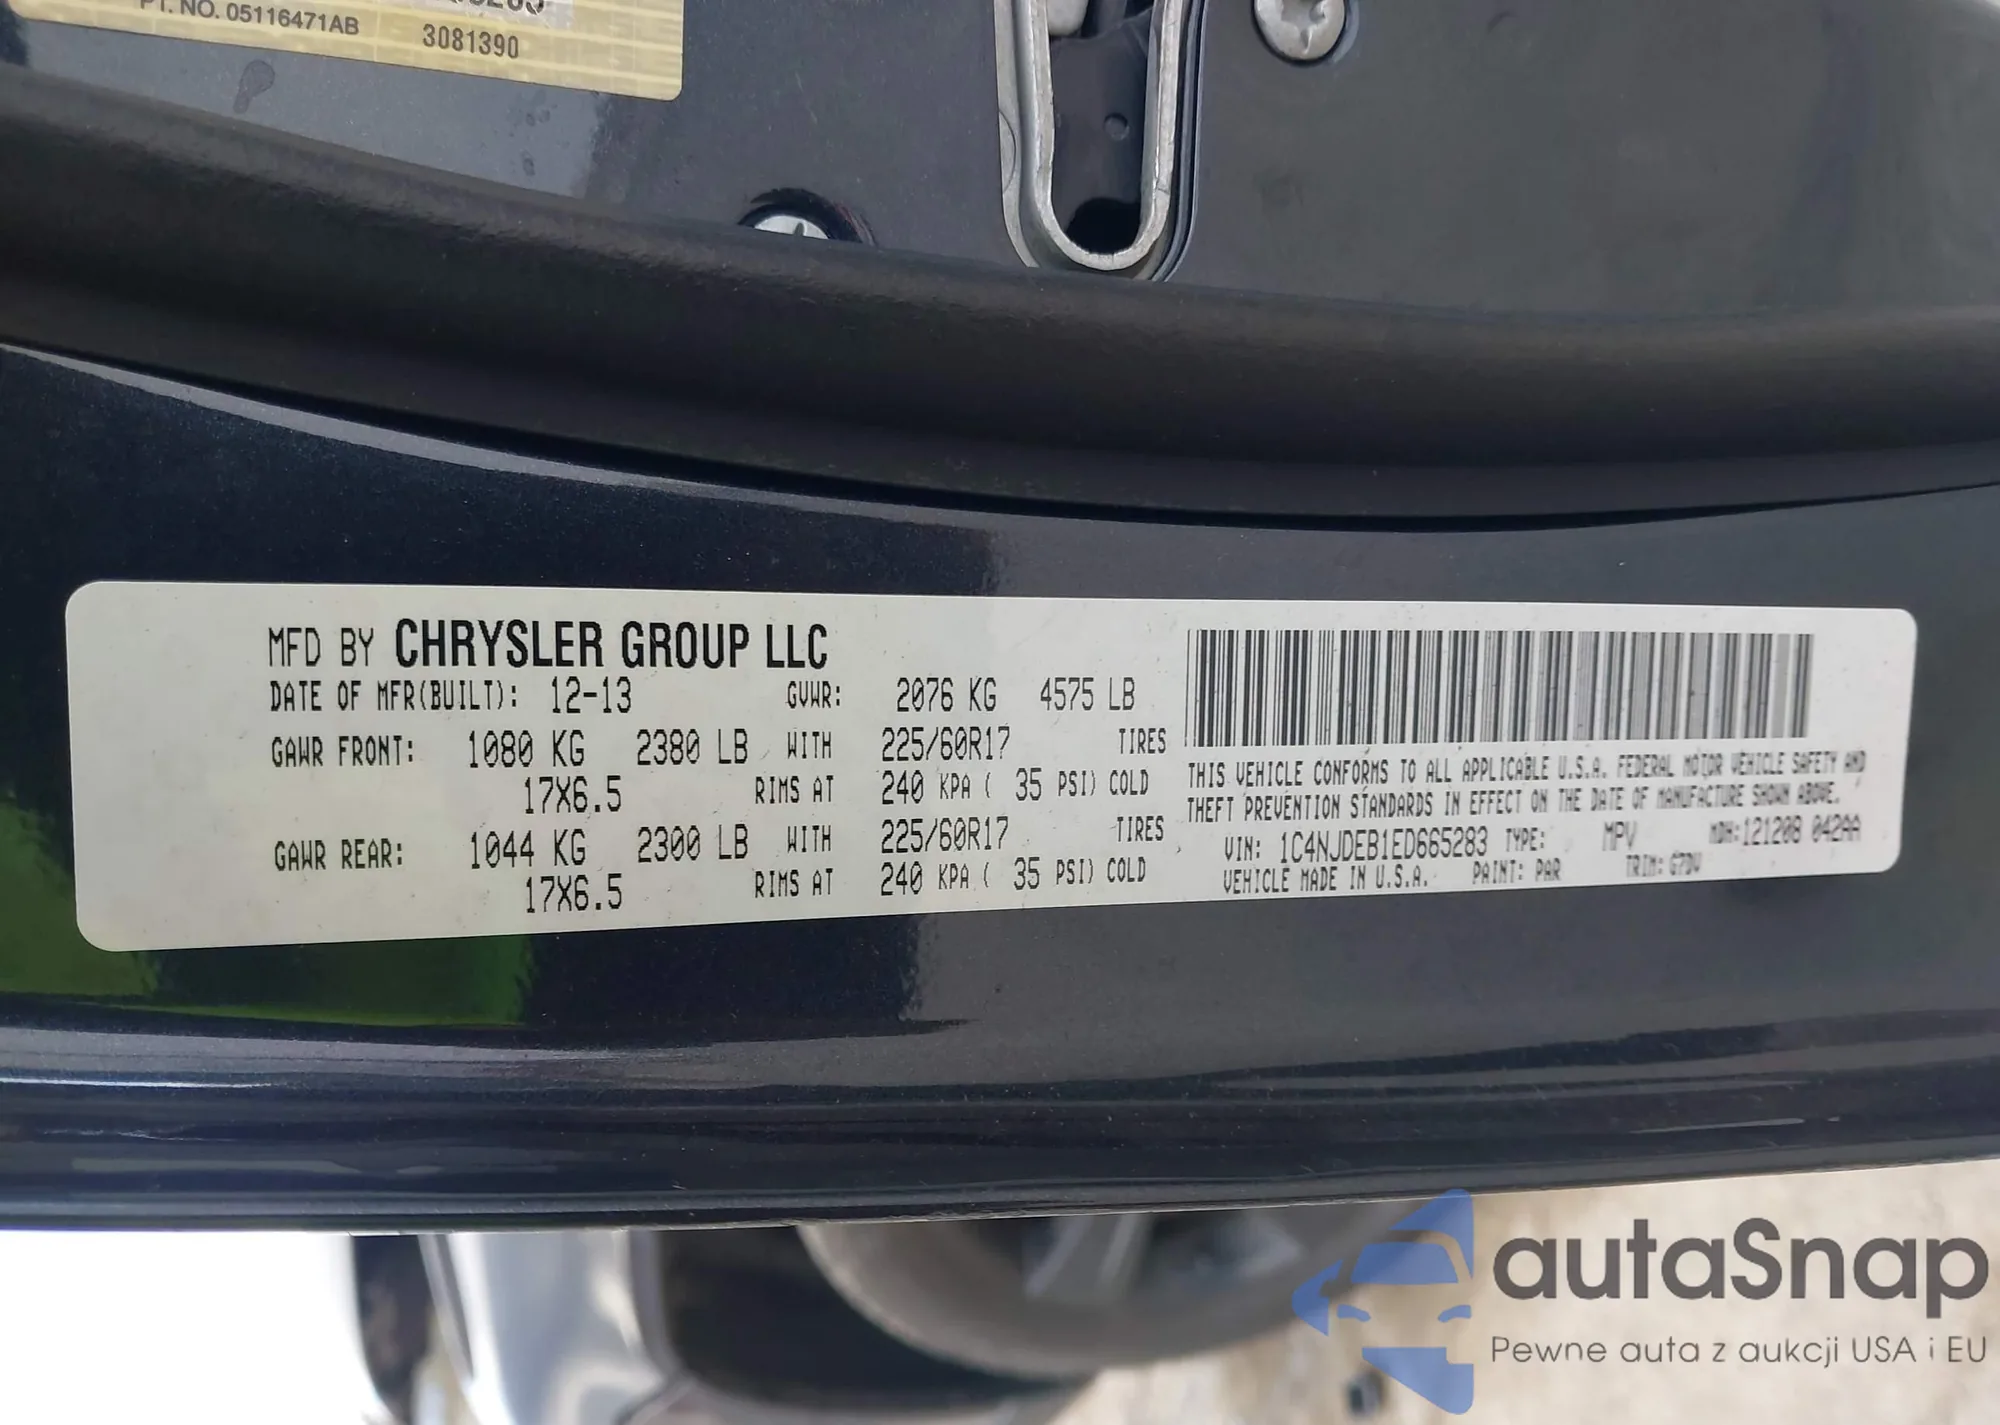 PT. NO. 05116471AB 3081390
MFD BY CHRYSLER GROUP LLC
DATE OF MFR(BUILT): 12-13 GVWR: 2076 KG 4575 LB
GAWR FRONT: 1080 KG 2380 LB WITH 225/60R17 TIRES
17X6.5 RIMS AT 240 KPA ( 35 PSI) COLD
GAWR REAR: 1044 KG 2300 LB WITH 225/60R17 TIRES
17X6.5 RIMS AT 240 KPA ( 35 PSI) COLD
THIS VEHICLE CONFORMS TO ALL APPLICABLE U.S.A. FEDERAL MOTOR VEHICLE SAFETY AND
THEFT PREVENTION STANDARDS IN EFFECT ON THE DATE OF MANUFACTURE SHOWN ABOVE.
VIN: 1C4NJDEB1ED665283 TYPE: MPV MDH:121208 042AA
VEHICLE MADE IN U.S.A. PAINT: PAR TRIM: G7DV
autaSnap
Pewne auta z aukcji USA i EU